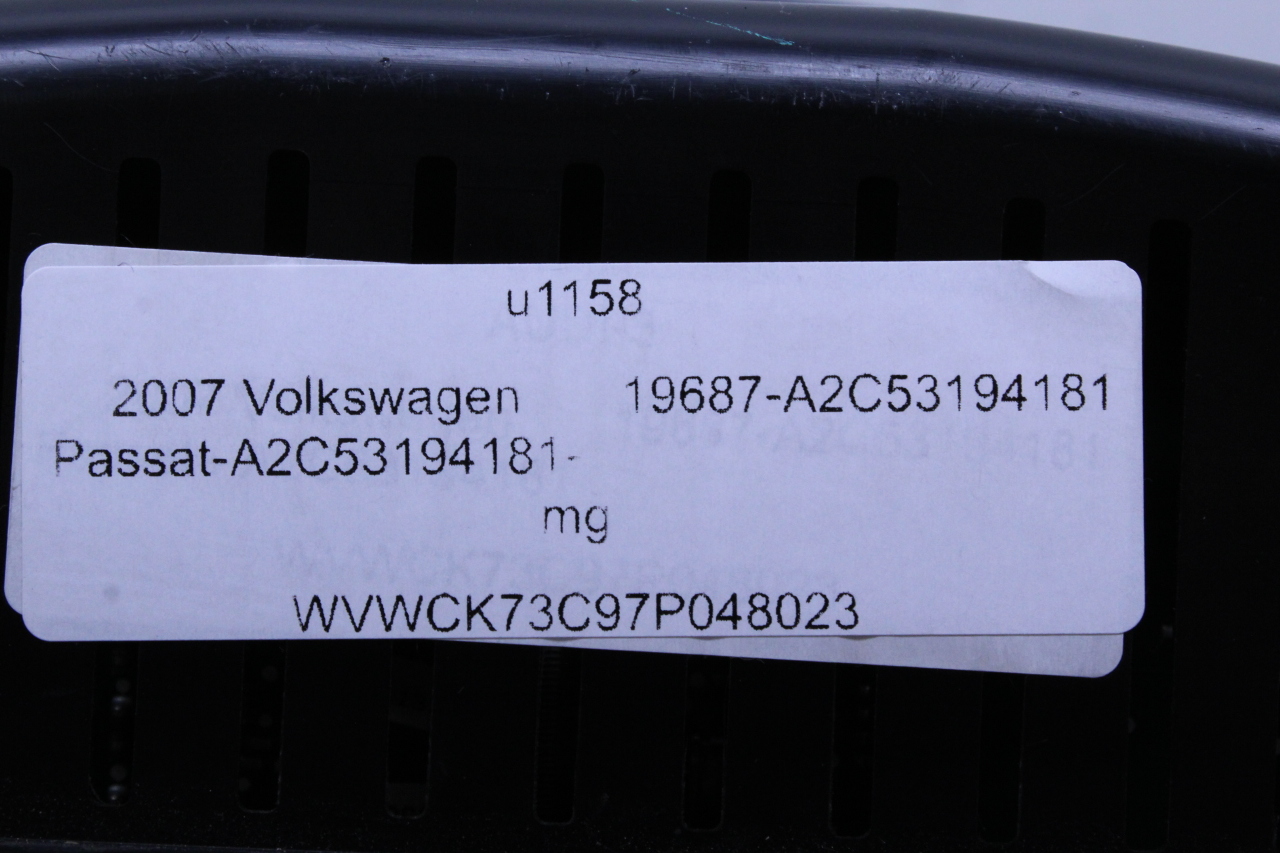 u1158
2007 Volkswagen 19687-A2C53194181
Passat-A2C53194181-
mg
WVWCK73C97P048023